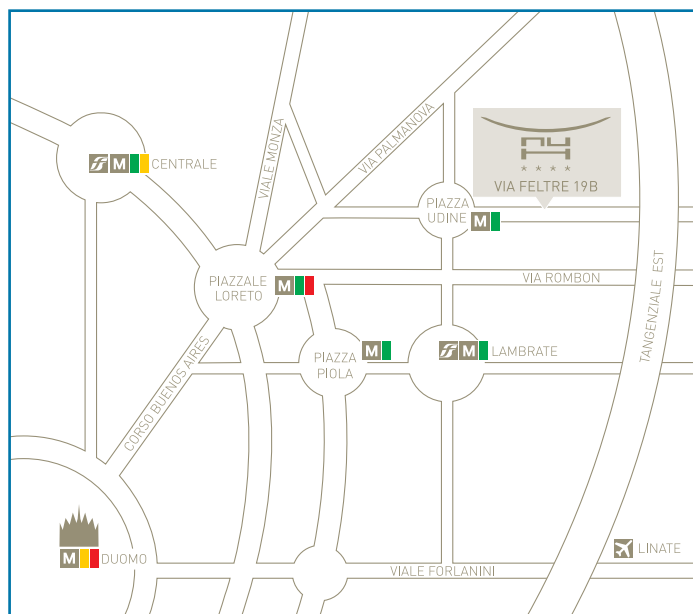 VIALE MONZA
VIA PALMANOVA
NH
★ ★ ★ ★
VIA FELTRE 19B
M CENTRALE
PIAZZA
UDINE
M
PIAZZALE
LORETO
M
VIA ROMBON
TANGENZIALE EST
PIAZZA
PIOLA
M
M LAMBRATE
CORSO BUENOS AIRES
M DUOMO
LINATE
VIALE FORLANINI